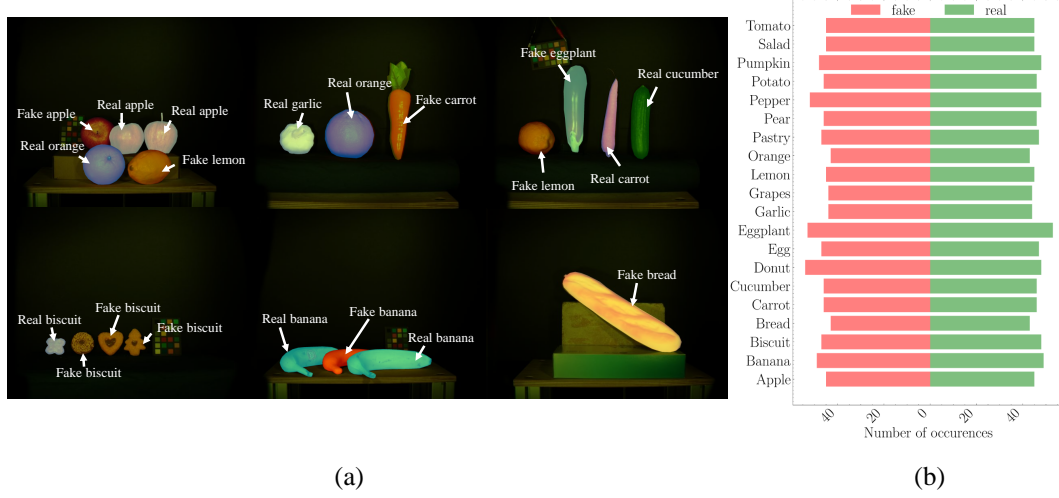 Fake apple
Real apple
Real apple
Real orange
Fake lemon
Real garlic
Real orange
Fake carrot
Fake eggplant
Real cucumber
Fake lemon
Real carrot
Real biscuit
Fake biscuit
Fake biscuit
Fake biscuit
Real banana
Fake banana
Real banana
Fake bread
(a)
fake real
Tomato
Salad
Pumpkin
Potato
Pepper
Pear
Pastry
Orange
Lemon
Grapes
Garlic
Eggplant
Egg
Donut
Cucumber
Carrot
Bread
Biscuit
Banana
Apple
40 20 0 20 40
Number of occurences
(b)